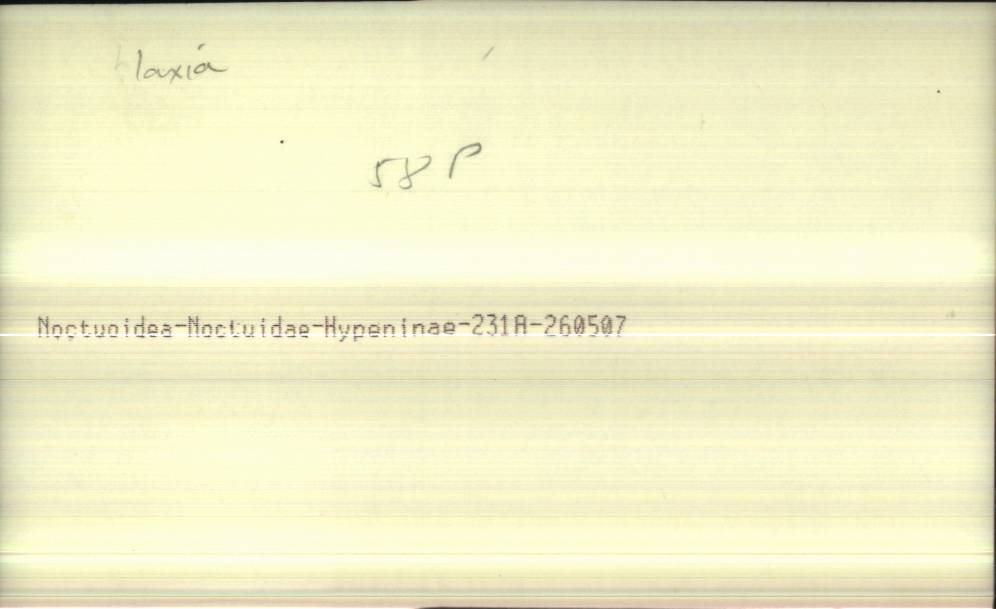 laxia
58 P
Noctuoidea-Noctuidae-Hypeninae-231A-260507